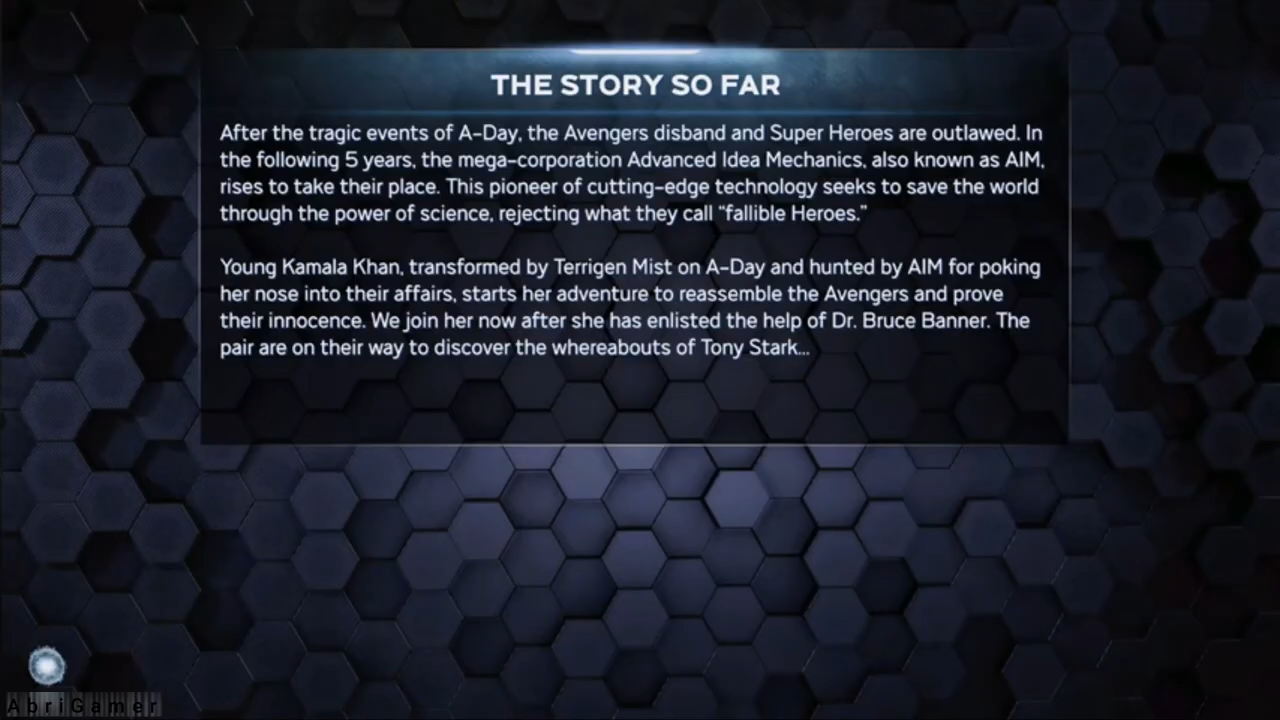 THE STORY SO FAR
After the tragic events of A-Day, the Avengers disband and Super Heroes are outlawed. In
the following 5 years, the mega-corporation Advanced Idea Mechanics, also known as AIM,
rises to take their place. This pioneer of cutting-edge technology seeks to save the world
through the power of science, rejecting what they call “fallible Heroes.”
Young Kamala Khan, transformed by Terrigen Mist on A-Day and hunted by AIM for poking
her nose into their affairs, starts her adventure to reassemble the Avengers and prove
their innocence. We join her now after she has enlisted the help of Dr. Bruce Banner. The
pair are on their way to discover the whereabouts of Tony Stark...
AbriGamer